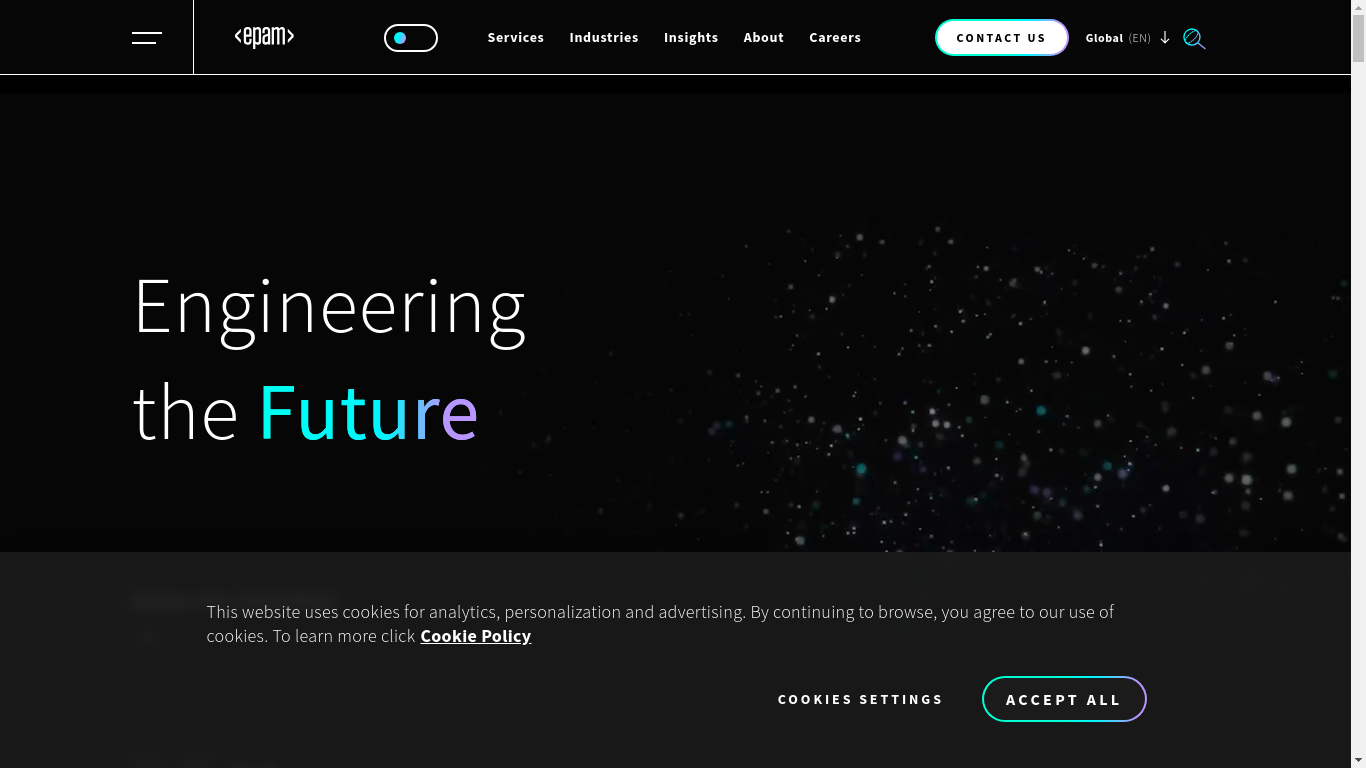 <epam>
Services Industries Insights About Careers
CONTACT US
Global (EN)
Engineering
the Future
This website uses cookies for analytics, personalization and advertising. By continuing to browse, you agree to our use of
cookies. To learn more click Cookie Policy
COOKIES SETTINGS
ACCEPT ALL